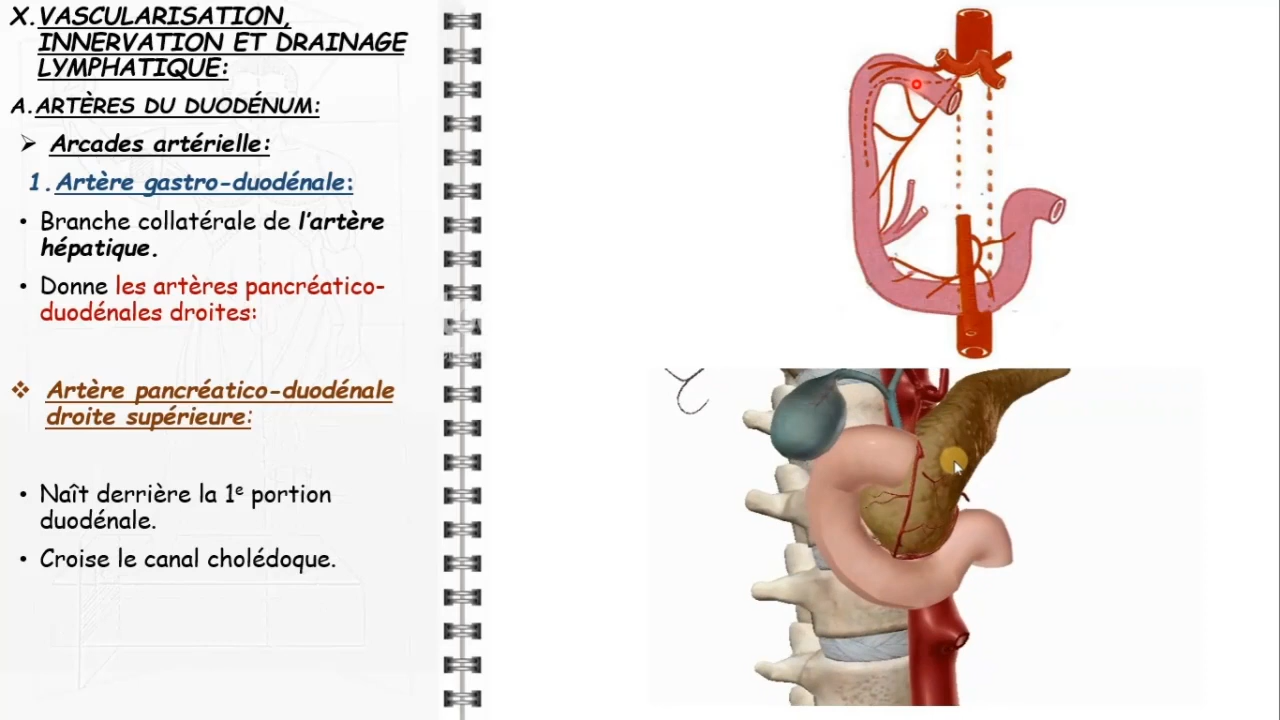 X. VASCULARISATION,
INNERVATION ET DRAINAGE
LYMPHATIQUE:
A. ARTÈRES DU DUODÉNUM:
➢ Arcades artérielle:
1. Artère gastro-duodénale:
• Branche collatérale de l'artère
hépatique.
• Donne les artères pancréatico-
duodénales droites:
❖ Artère pancréatico-duodénale
droite supérieure:
• Naît derrière la 1e portion
duodénale.
• Croise le canal cholédoque.